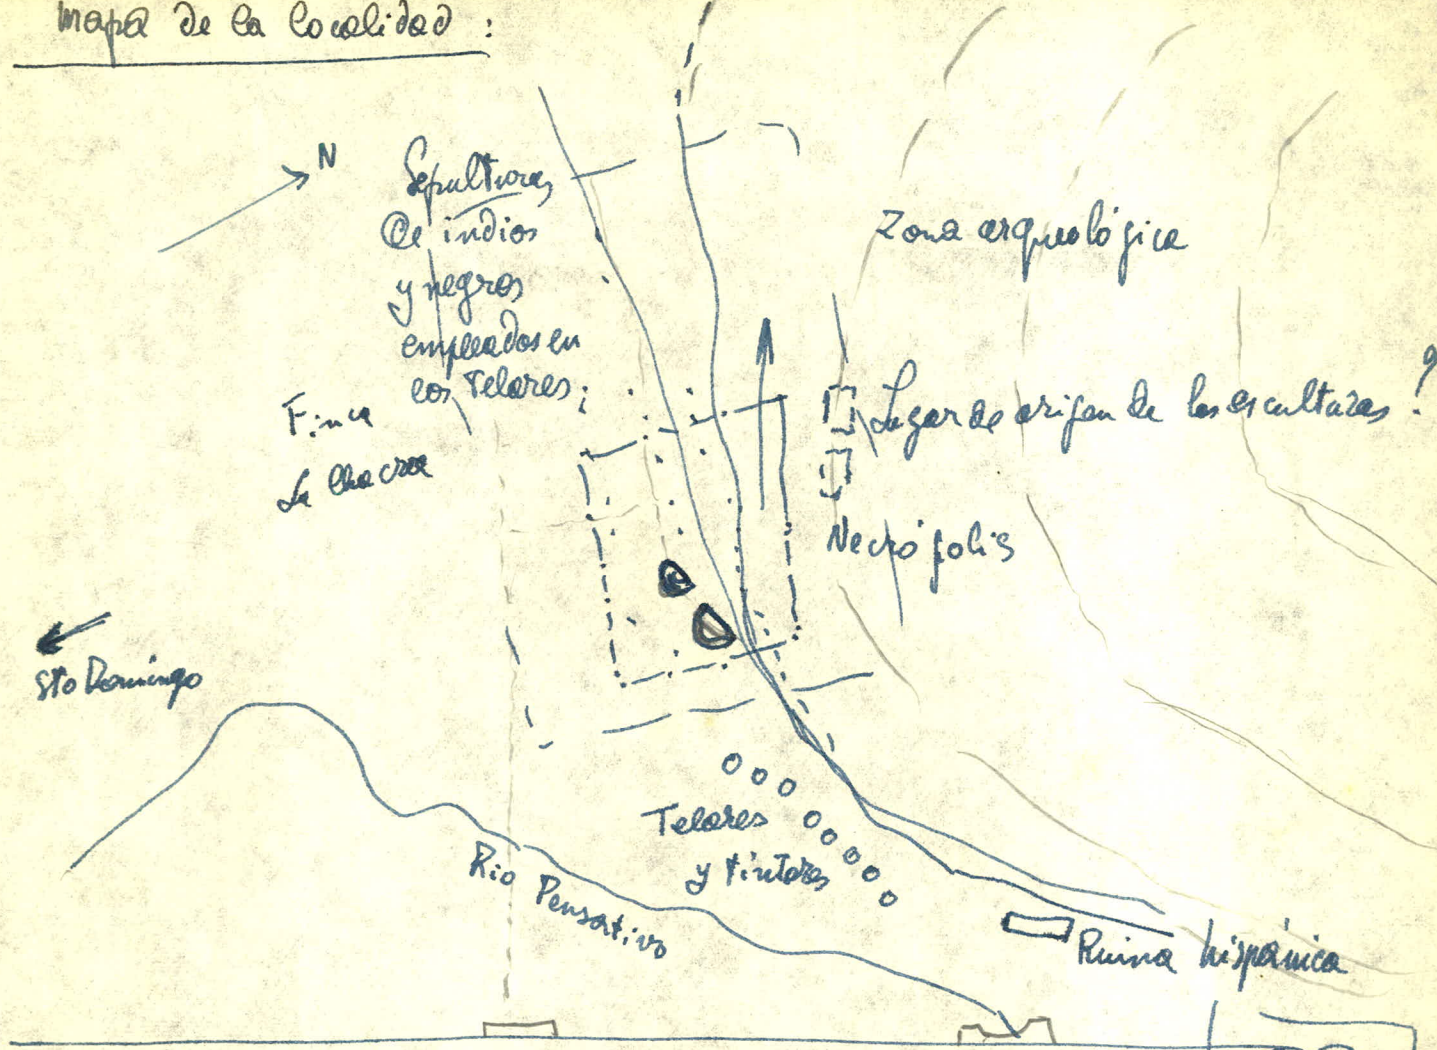 Mapa de la localidad :
N
Sepulturas
de indios
y negros
empleados en
los Telares;
Zona arqueológica
Finca
La Chacra
Lugar de origen de las esculturas ?
Necrópolis
Sto Domingo
Telares
y tintores
Rio Pensativo
Ruina hispánica